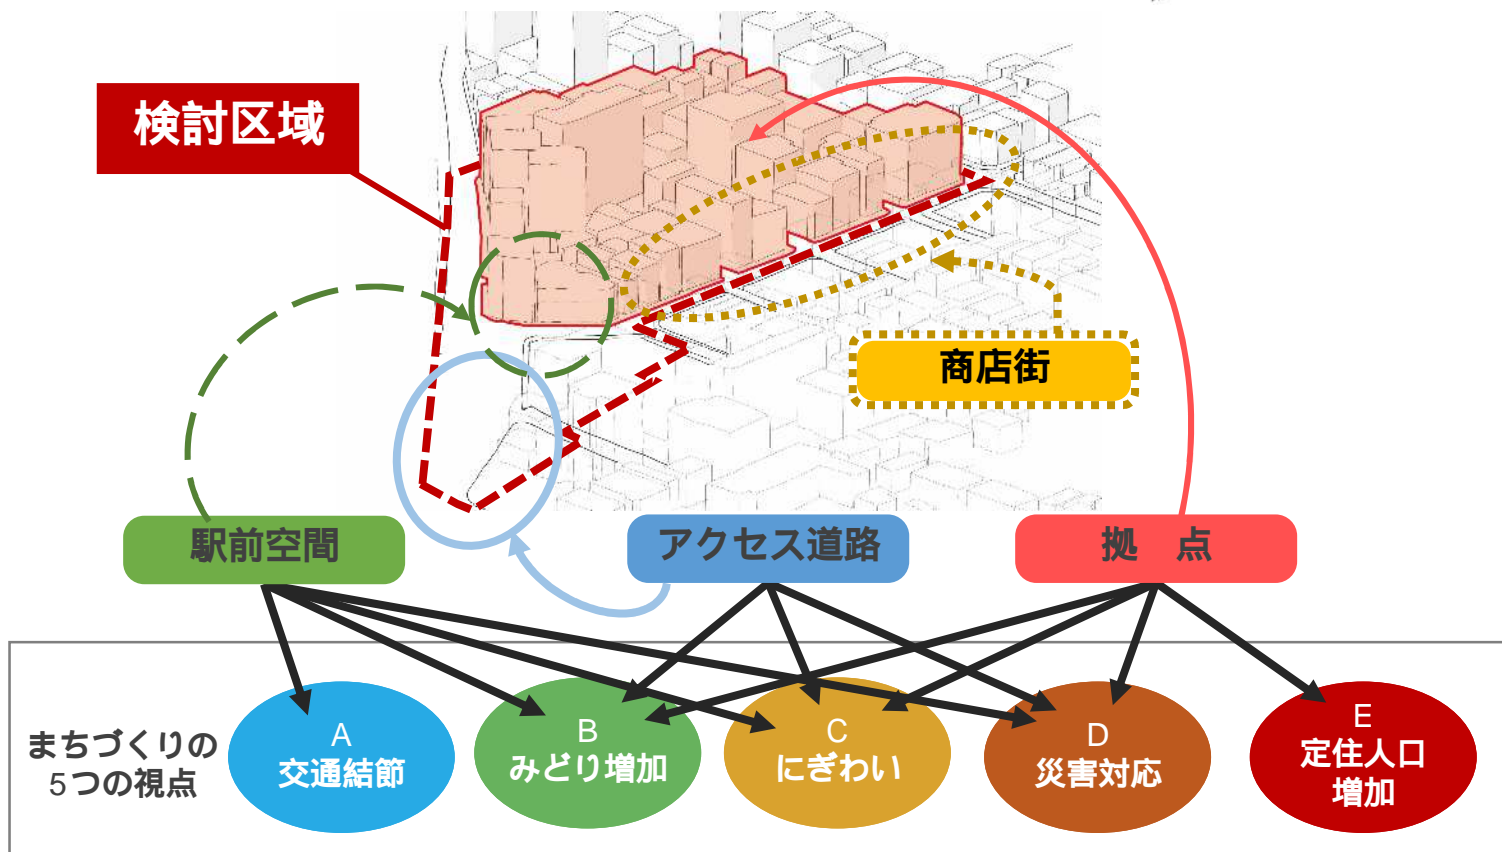 検討区域
商店街
駅前空間
アクセス道路
拠　点
まちづくりの
5つの視点
A
交通結節
B
みどり増加
C
にぎわい
D
災害対応
E
定住人口
増加